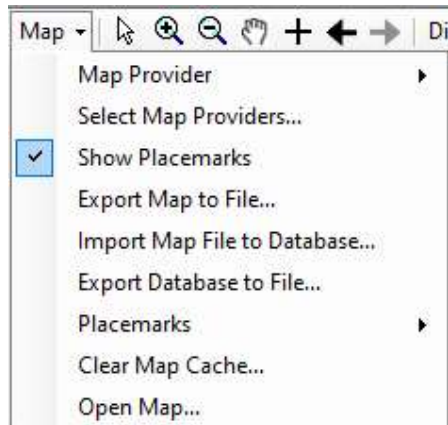 Map Di
Map Provider
Select Map Providers...
Show Placemarks
Export Map to File...
Import Map File to Database...
Export Database to File...
Placemarks
Clear Map Cache...
Open Map...